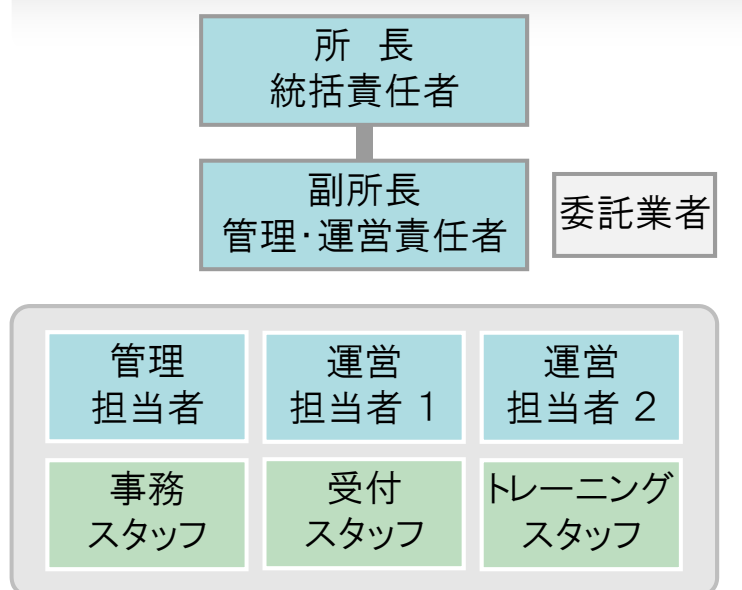 所 長
統括責任者
副所長
管理・運営責任者
委託業者
管理
担当者
運営
担当者 1
運営
担当者 2
事務
スタッフ
受付
スタッフ
トレーニング
スタッフ